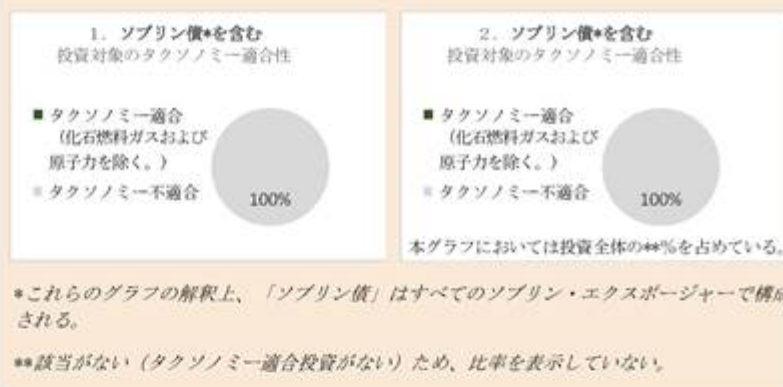 1. ソブリン債*を含む
投資対象のタクソノミー適合性
■ タクソノミー適合
（化石燃料ガスおよび
原子力を除く。）
■ タクソノミー不適合
100%
2. ソブリン債*を含む
投資対象のタクソノミー適合性
■ タクソノミー適合
（化石燃料ガスおよび
原子力を除く。）
■ タクソノミー不適合
100%
本グラフにおいては投資全体の**%を占めている。
*これらのグラフの解釈上、「ソブリン債」はすべてのソブリン・エクスポージャーで構成
される。
**該当がない（タクソノミー適合投資がない）ため、比率を表示していない。